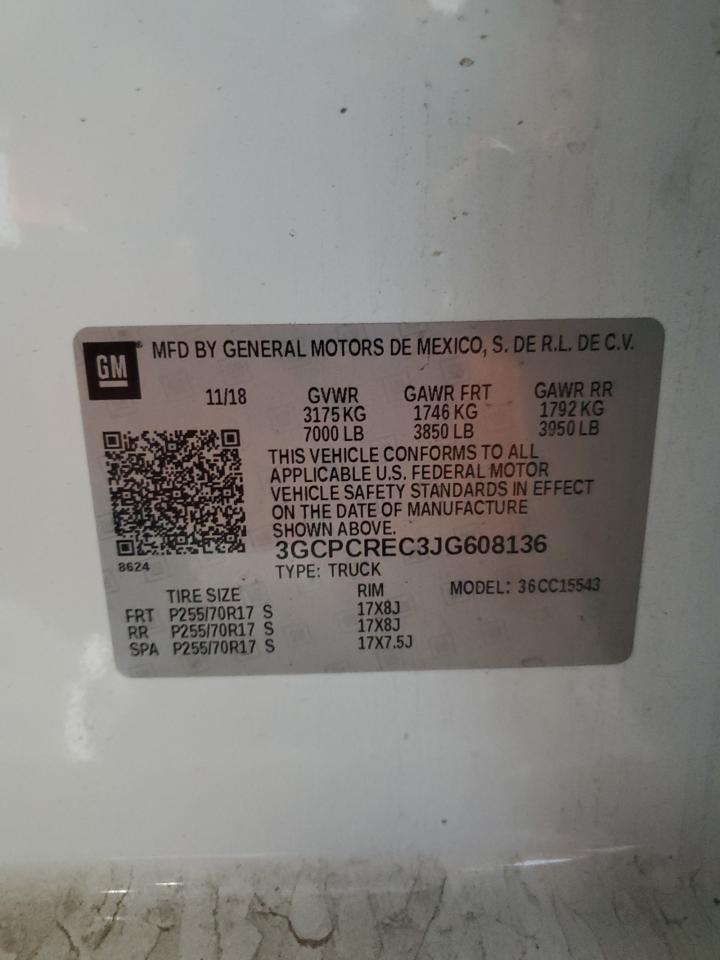 GM® MFD BY GENERAL MOTORS DE MEXICO, S. DE R.L. DE C.V.
11/18 GVWR GAWR FRT GAWR RR
3175 KG 1746 KG 1792 KG
7000 LB 3850 LB 3950 LB
THIS VEHICLE CONFORMS TO ALL
APPLICABLE U.S. FEDERAL MOTOR
VEHICLE SAFETY STANDARDS IN EFFECT
ON THE DATE OF MANUFACTURE
SHOWN ABOVE.
3GCPCREC3JG608136
8624 TYPE: TRUCK
TIRE SIZE RIM MODEL: 36CC15543
FRT P255/70R17 S 17X8J
RR P255/70R17 S 17X8J
SPA P255/70R17 S 17X7.5J